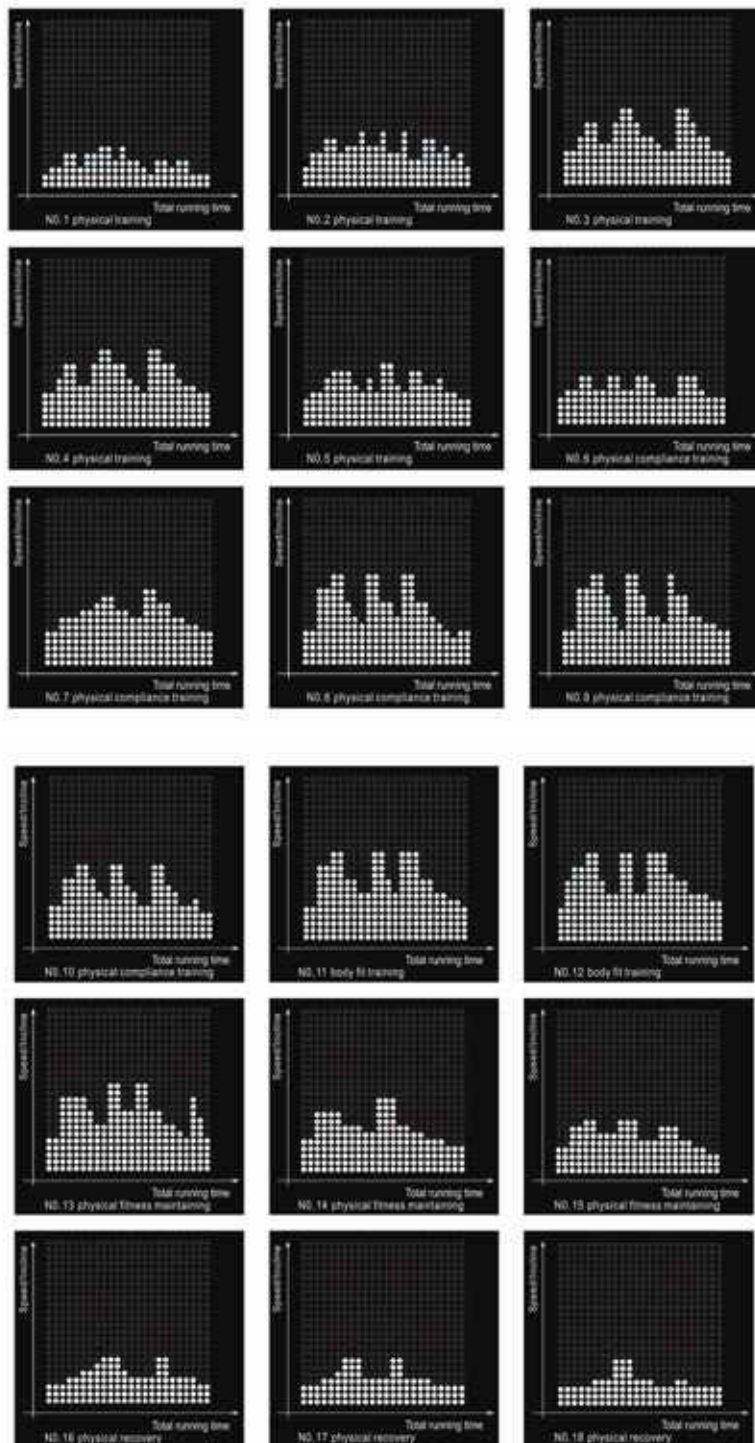 Speed/Incline
Total running time
N0.1 physical training
Speed/Incline
Total running time
N0.2 physical training
Speed/Incline
Total running time
N0.3 physical training
Speed/Incline
Total running time
N0.4 physical training
Speed/Incline
Total running time
N0.5 physical training
Speed/Incline
Total running time
N0.6 physical compliance training
Speed/Incline
Total running time
N0.7 physical compliance training
Speed/Incline
Total running time
N0.8 physical compliance training
Speed/Incline
Total running time
N0.9 physical compliance training
Speed/Incline
Total running time
N0.10 physical compliance training
Speed/Incline
Total running time
N0.11 body fit training
Speed/Incline
Total running time
N0.12 body fit training
Speed/Incline
Total running time
N0.13 physical fitness maintaining
Speed/Incline
Total running time
N0.14 physical fitness maintaining
Speed/Incline
Total running time
N0.15 physical fitness maintaining
Speed/Incline
Total running time
N0.16 physical recovery
Speed/Incline
Total running time
N0.17 physical recovery
Speed/Incline
Total running time
N0.18 physical recovery